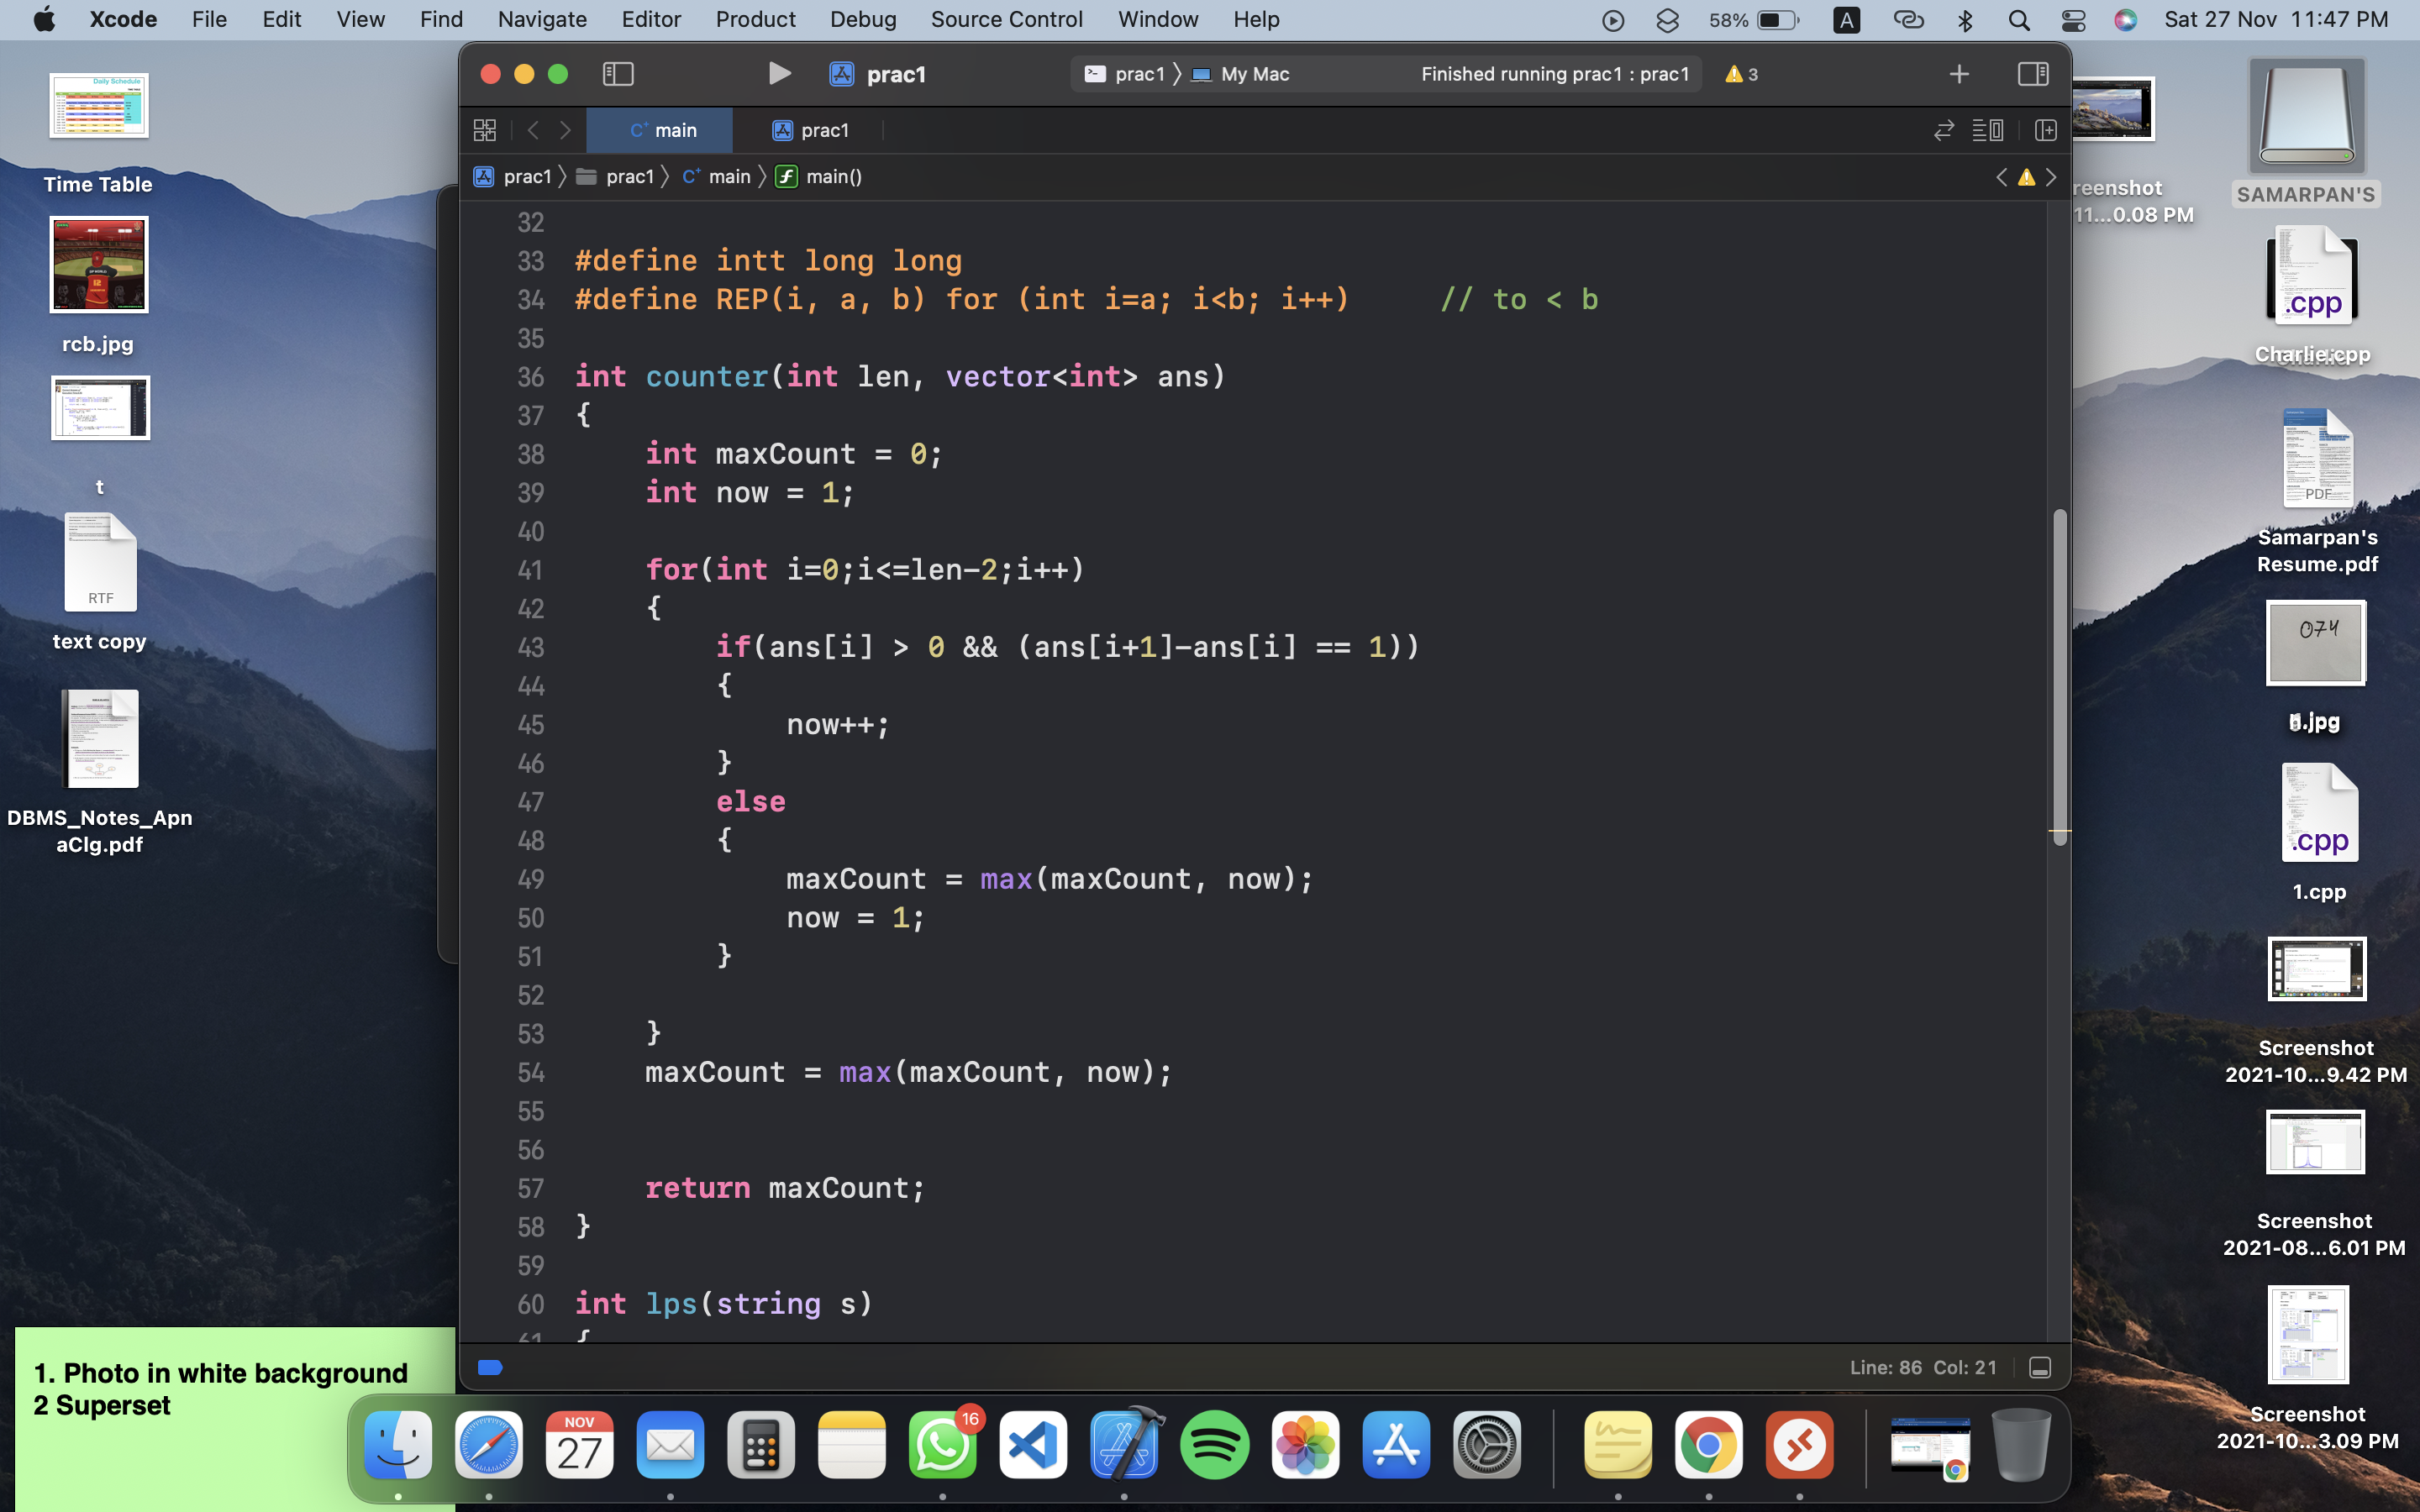 Xcode File Edit View Find Navigate Editor Product Debug Source Control Window Help 58% A Sat 27 Nov 11:47 PM
prac1 prac1 〉 My Mac Finished running prac1 : prac1 3
C+ main prac1
prac1 〉 prac1 〉 C+ main 〉 f main()
32
33 #define intt long long
34 #define REP(i, a, b) for (int i=a; i<b; i++) // to < b
35
36 int counter(int len, vector<int> ans)
37 {
38 int maxCount = 0;
39 int now = 1;
40
41 for(int i=0;i<=len-2;i++)
42 {
43 if(ans[i] > 0 && (ans[i+1]-ans[i] == 1))
44 {
45 now++;
46 }
47 else
48 {
49 maxCount = max(maxCount, now);
50 now = 1;
51 }
52
53 }
54 maxCount = max(maxCount, now);
55
56
57 return maxCount;
58 }
59
60 int lps(string s)
61 {
Line: 86 Col: 21
Daily Schedule
Time Table
rcb.jpg
t
RTF
text copy
DBMS_Notes_Apn
aClg.pdf
1. Photo in white background
2 Superset
reenshot
11...0.08 PM
SAMARPAN'S
.cpp
Charlie.cpp
PDF
Samarpan's
Resume.pdf
074
.jpg
.cpp
1.cpp
Screenshot
2021-10...9.42 PM
Screenshot
2021-08...6.01 PM
Screenshot
2021-10...3.09 PM
NOV
27
16